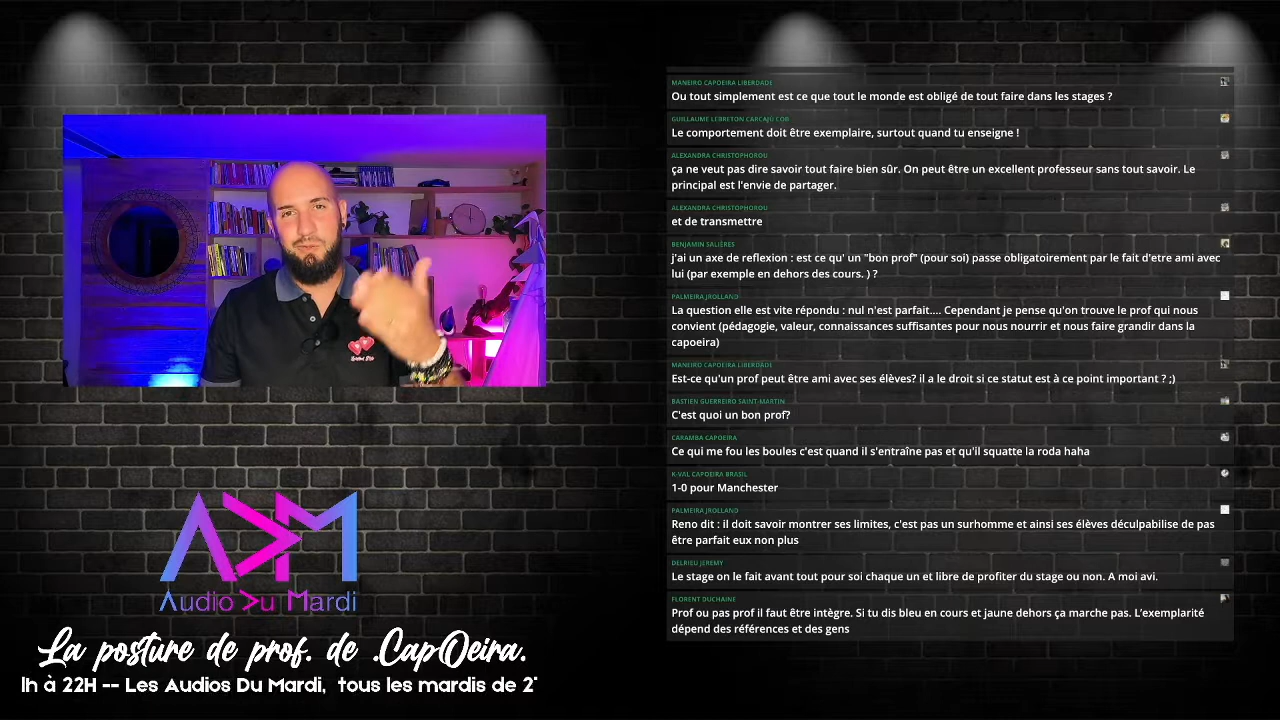 MANEIRO CAPOEIRA LIBERDADE
Ou tout simplement est ce que tout le monde est obligé de tout faire dans les stages ?
GUILLAUME LEBRETON CARCAJÙ COB
Le comportement doit être exemplaire, surtout quand tu enseigne !
ALEXANDRA CHRISTOPHOROU
ça ne veut pas dire savoir tout faire bien sûr. On peut être un excellent professeur sans tout savoir. Le
principal est l'envie de partager.
ALEXANDRA CHRISTOPHOROU
et de transmettre
BENJAMIN SALIÈRES
j'ai un axe de reflexion : est ce qu' un "bon prof" (pour soi) passe obligatoirement par le fait d'etre ami avec
lui (par exemple en dehors des cours. ) ?
PALMEIRA JROLLAND
La question elle est vite répondu : nul n'est parfait.... Cependant je pense qu'on trouve le prof qui nous
convient (pédagogie, valeur, connaissances suffisantes pour nous nourrir et nous faire grandir dans la
capoeira)
MANEIRO CAPOEIRA LIBERDADE
Est-ce qu'un prof peut être ami avec ses élèves? il a le droit si ce statut est à ce point important ? ;)
BASTIEN GUERREIRO SAINT-MARTIN
C'est quoi un bon prof?
CARAMBA CAPOEIRA
Ce qui me fou les boules c'est quand il s'entraîne pas et qu'il squatte la roda haha
K-VAL CAPOEIRA BRASIL
1-0 pour Manchester
PALMEIRA JROLLAND
Reno dit : il doit savoir montrer ses limites, c'est pas un surhomme et ainsi ses élèves déculpabilise de pas
être parfait eux non plus
DELRIEU JEREMY
Le stage on le fait avant tout pour soi chaque un et libre de profiter du stage ou non. A moi avi.
FLORENT DUCHAINE
Prof ou pas prof il faut être intègre. Si tu dis bleu en cours et jaune dehors ça marche pas. L'exemplarité
dépend des références et des gens
ADM
Audio Du Mardi
La posture de prof. de .CapOeira.
1h à 22H -- Les Audios Du Mardi, tous les mardis de 2